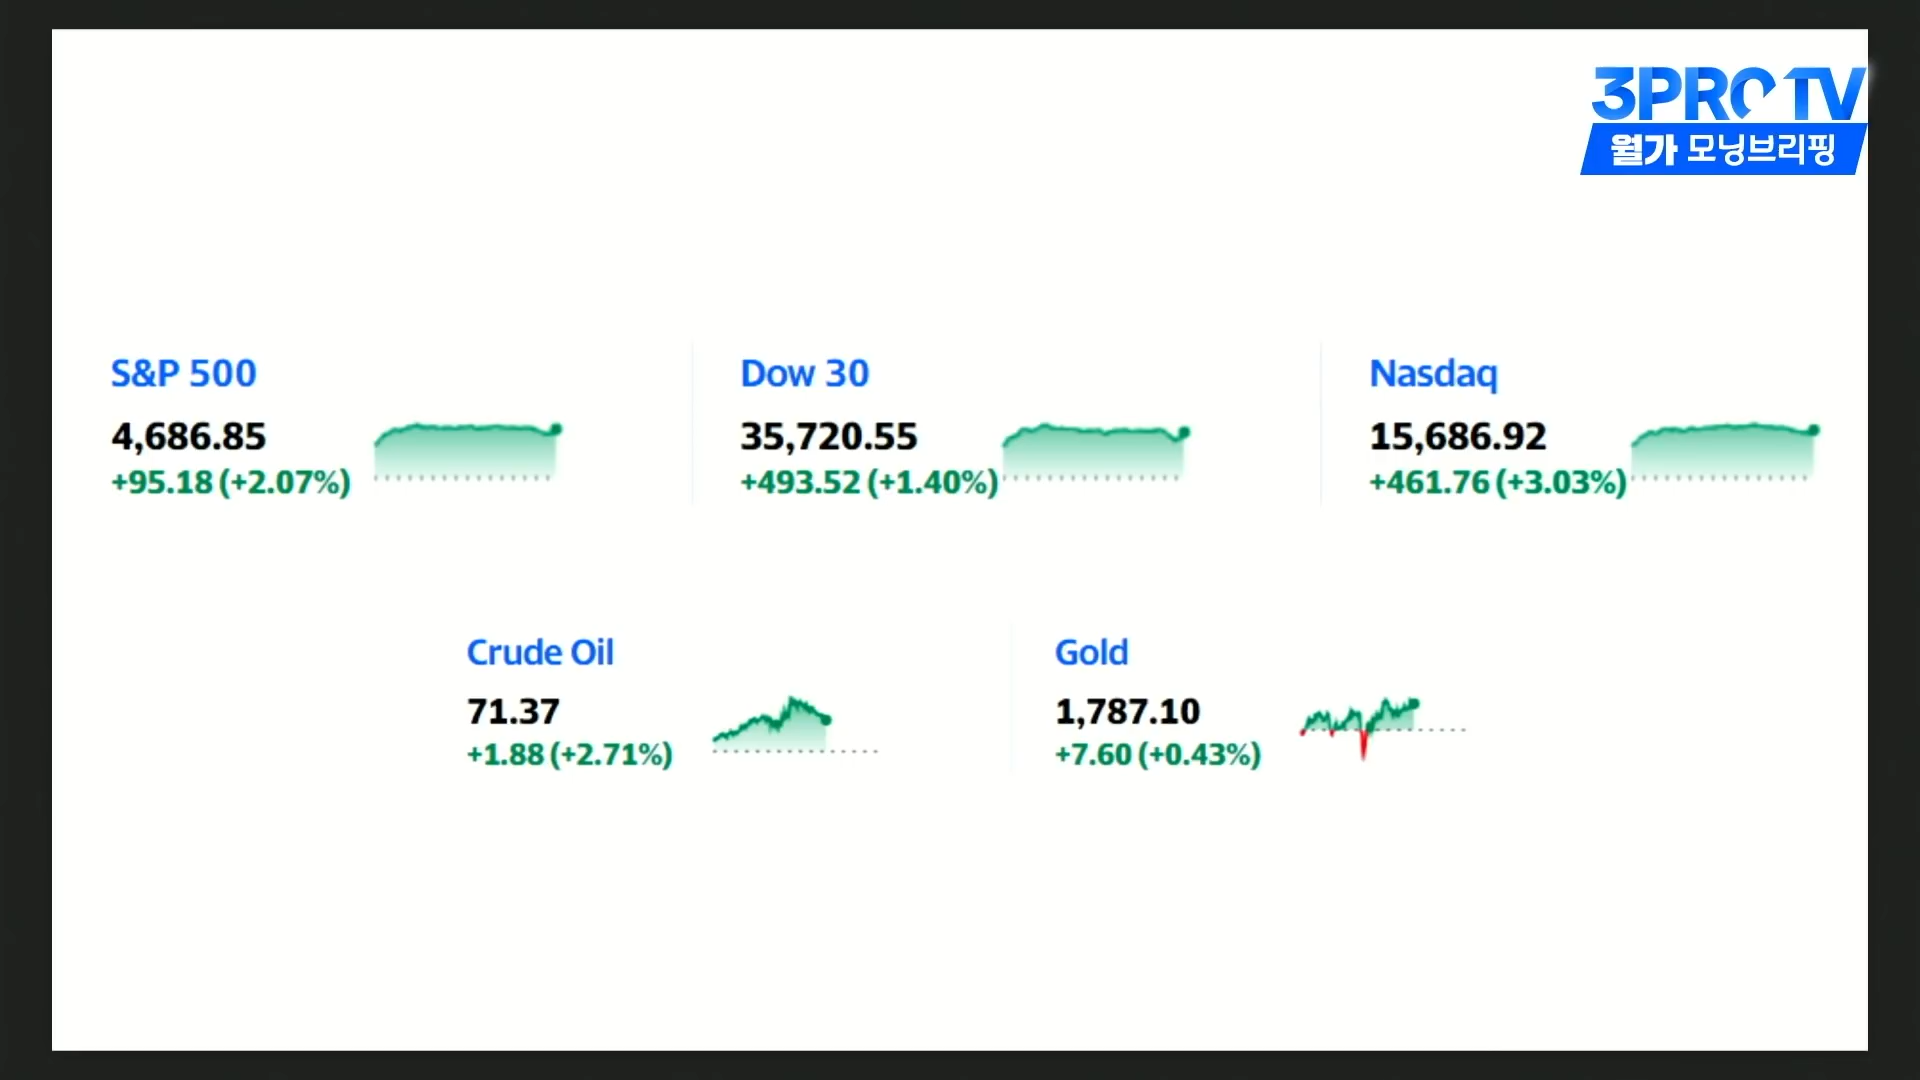 3PRO TV
월가 모닝브리핑
S&P 500
4,686.85
+95.18 (+2.07%)
Dow 30
35,720.55
+493.52 (+1.40%)
Nasdaq
15,686.92
+461.76 (+3.03%)
Crude Oil
71.37
+1.88 (+2.71%)
Gold
1,787.10
+7.60 (+0.43%)